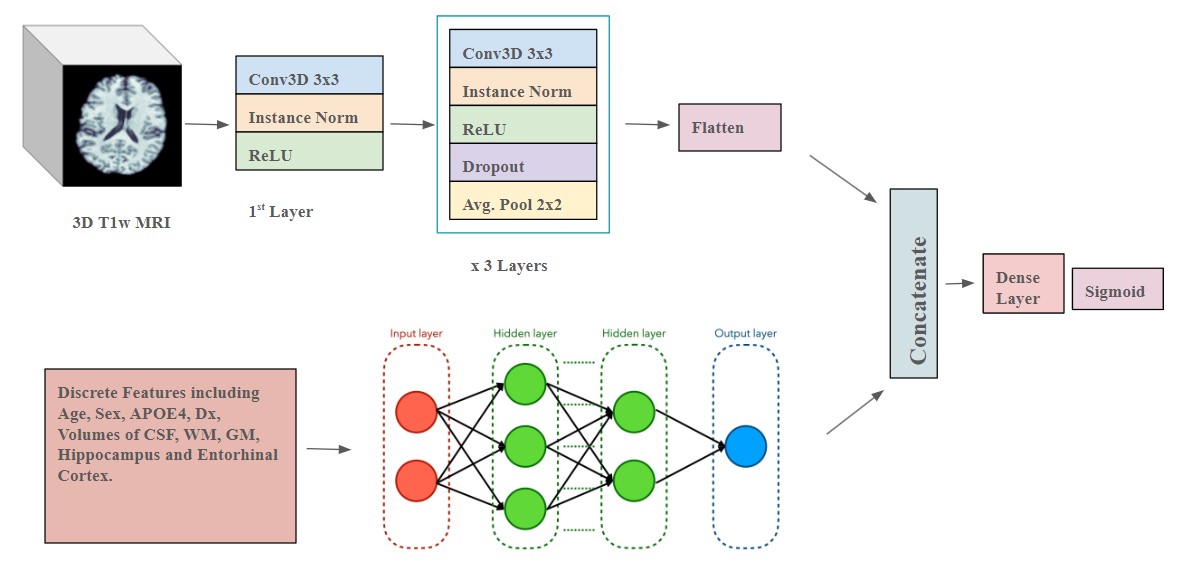 3D T1w MRI
Conv3D 3x3
Instance Norm
ReLU
1st Layer
Conv3D 3x3
Instance Norm
ReLU
Dropout
Avg. Pool 2x2
x 3 Layers
Flatten
Concatenate
Dense
Layer
Sigmoid
Discrete Features including
Age, Sex, APOE4, Dx,
Volumes of CSF, WM, GM,
Hippocampus and Entorhinal
Cortex.
Input layer
Hidden layer
Hidden layer
Output layer